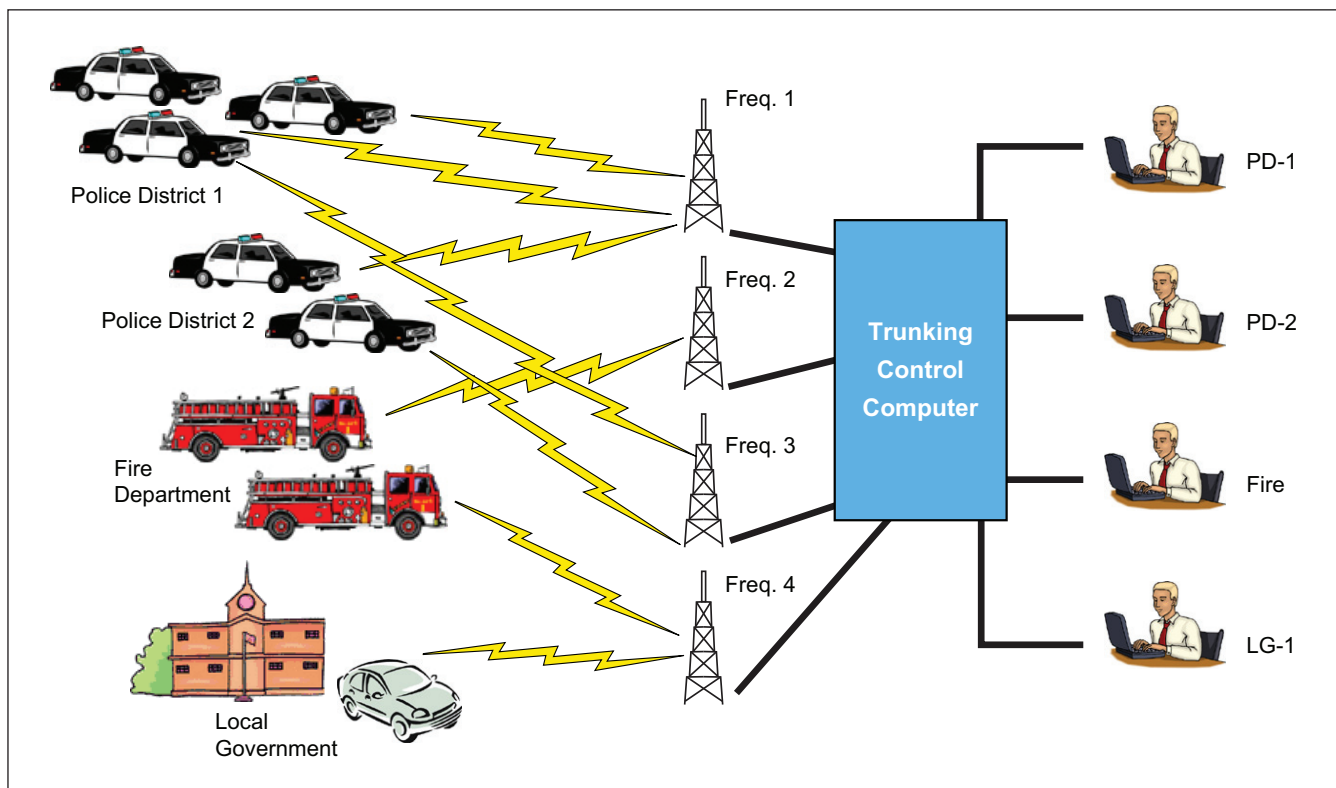 Freq. 1
PD-1
Police District 1
Freq. 2
PD-2
Police District 2
Trunking
Control
Computer
Freq. 3
Fire
Department
Fire
Freq. 4
LG-1
Local
Government